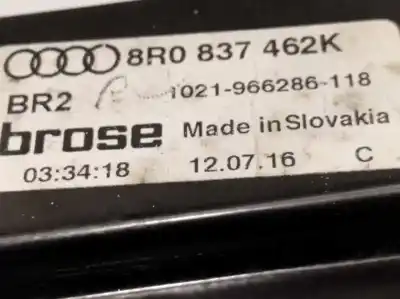 8R0 837 462K
BR2 1021-966286-118
brose Made in Slovakia
03:34:18 12.07.16 C